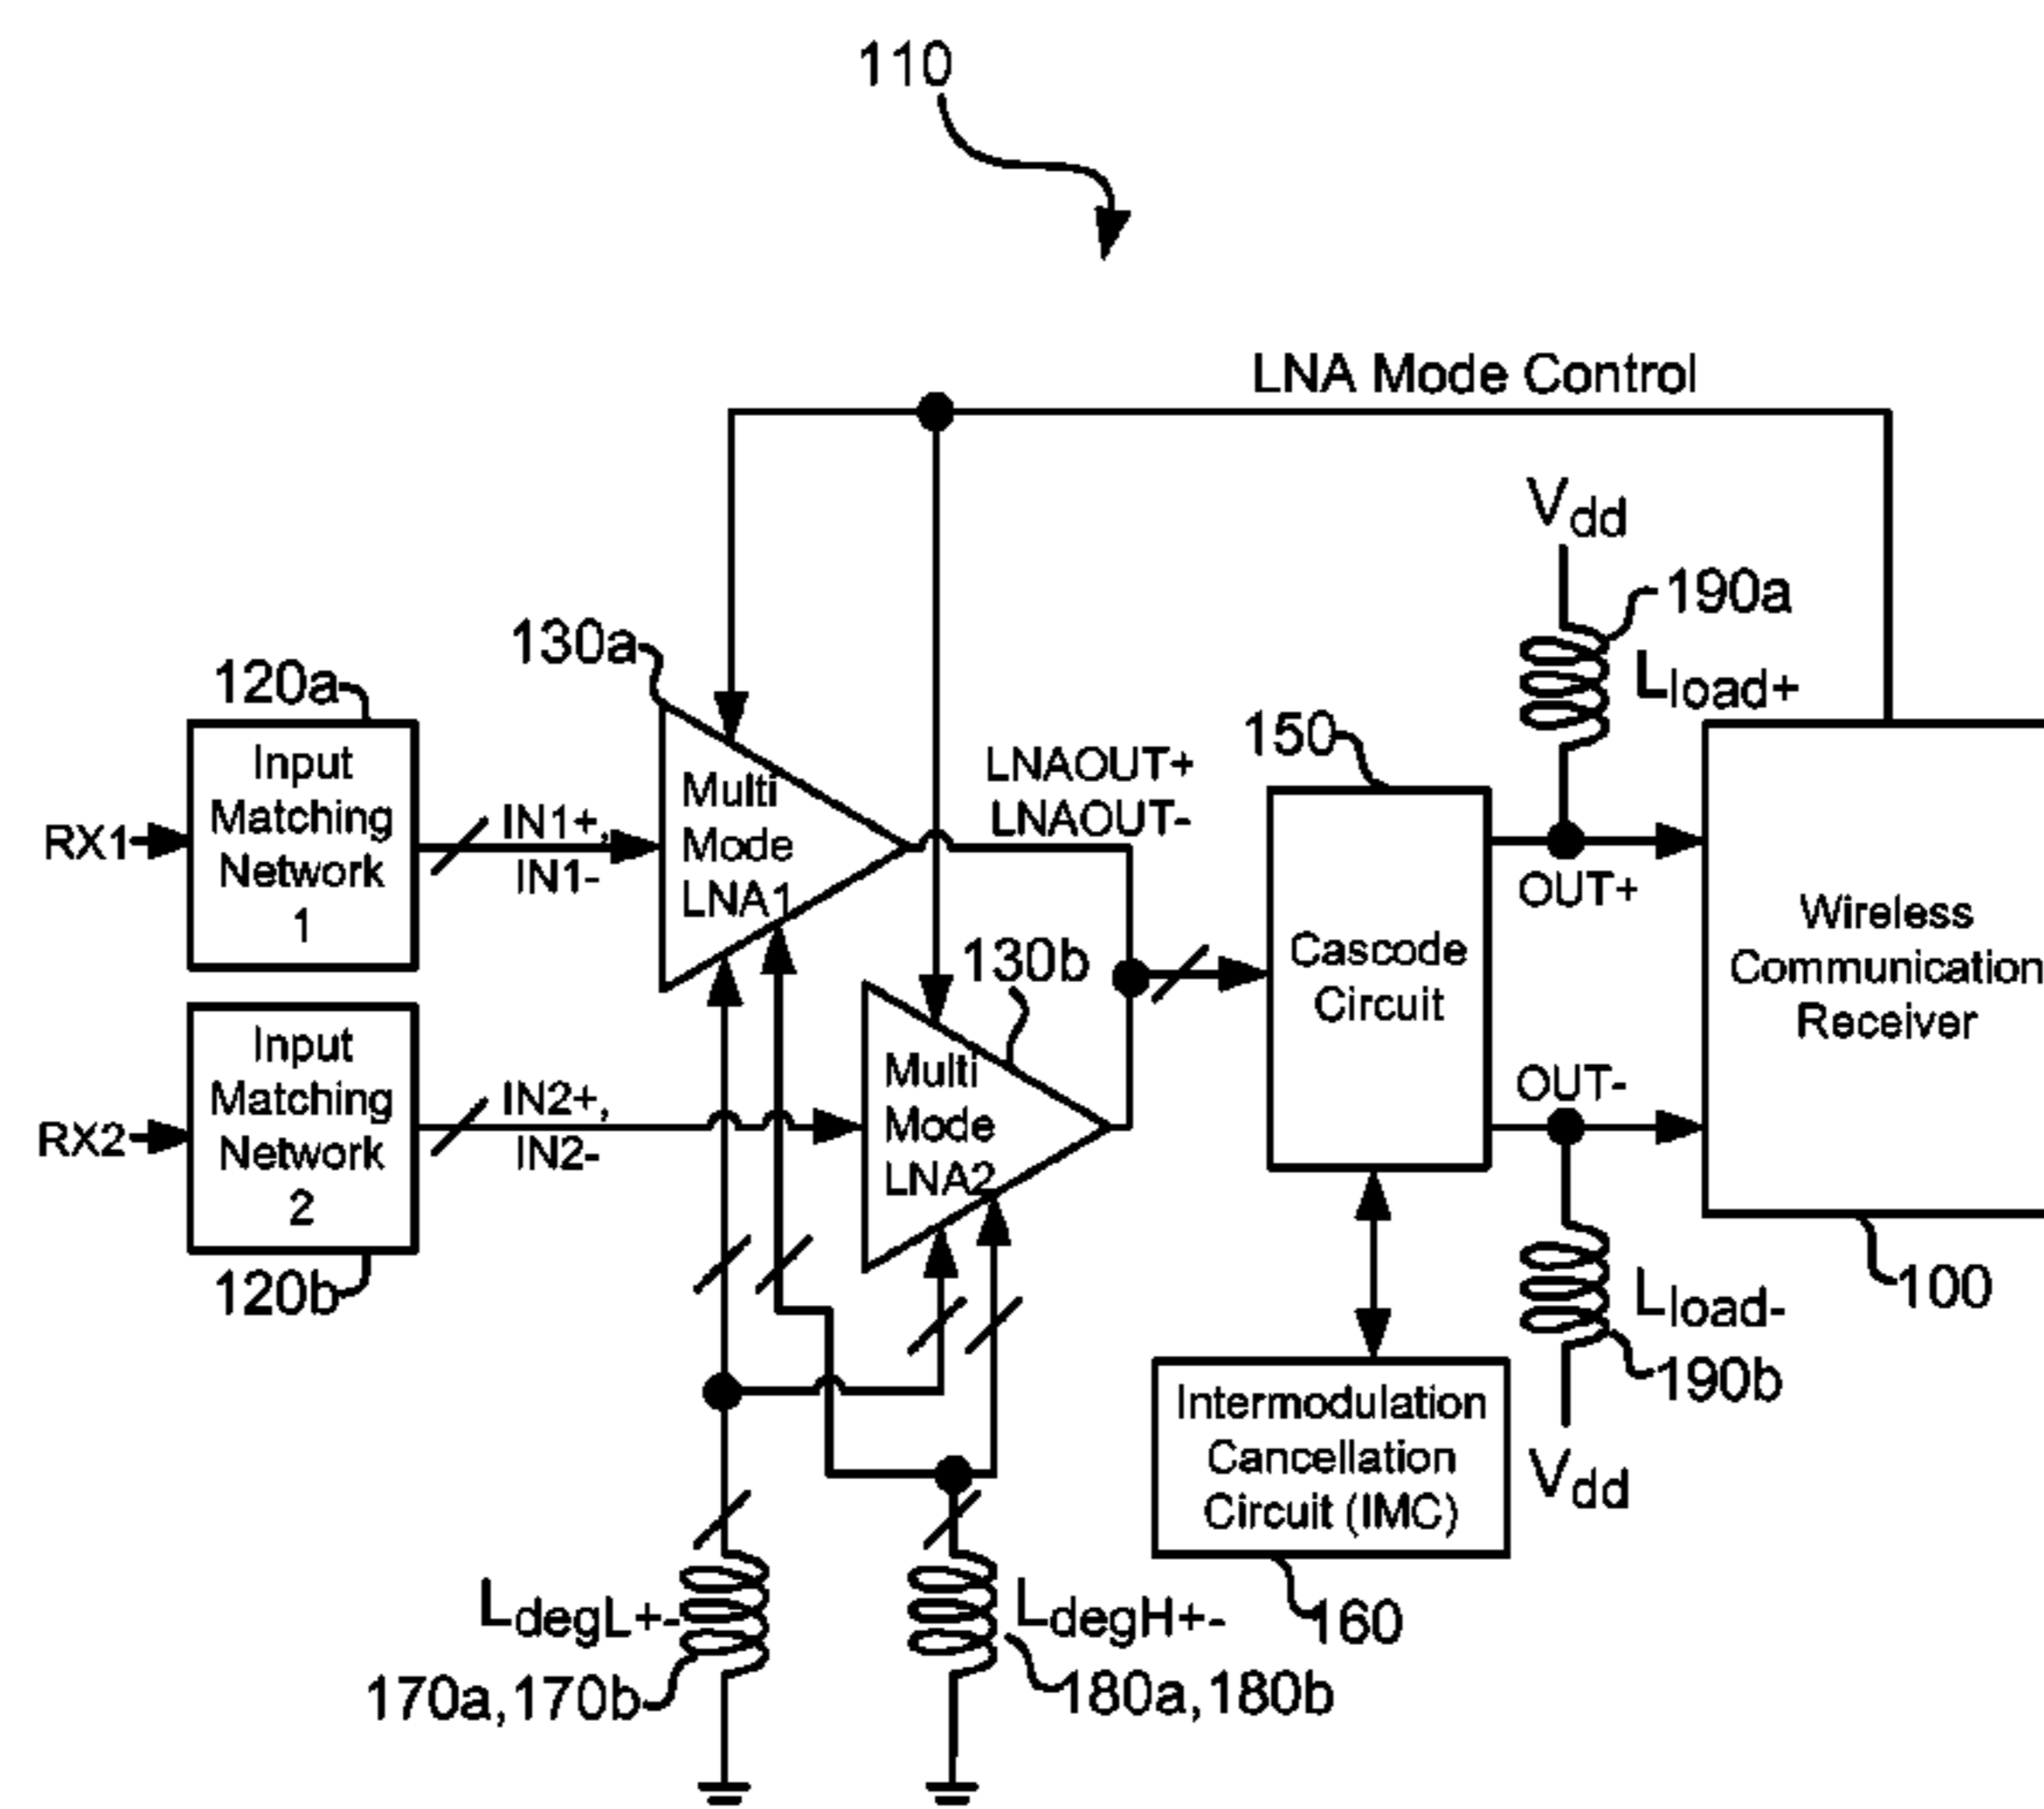 110
LNA Mode Control
Vdd
190a
Lload+
130a
120a
Input
Matching
Network
1
RX1
IN1+,
IN1-
Multi
Mode
LNA1
LNAOUT+
LNAOUT-
150
Cascode
Circuit
OUT+
OUT-
Wireless
Communication
Receiver
100
130b
Input
Matching
Network
2
RX2
120b
IN2+,
IN2-
Multi
Mode
LNA2
Lload-
190b
Vdd
Intermodulation
Cancellation
Circuit (IMC)
160
LdegL+-
170a,170b
LdegH+-
180a,180b